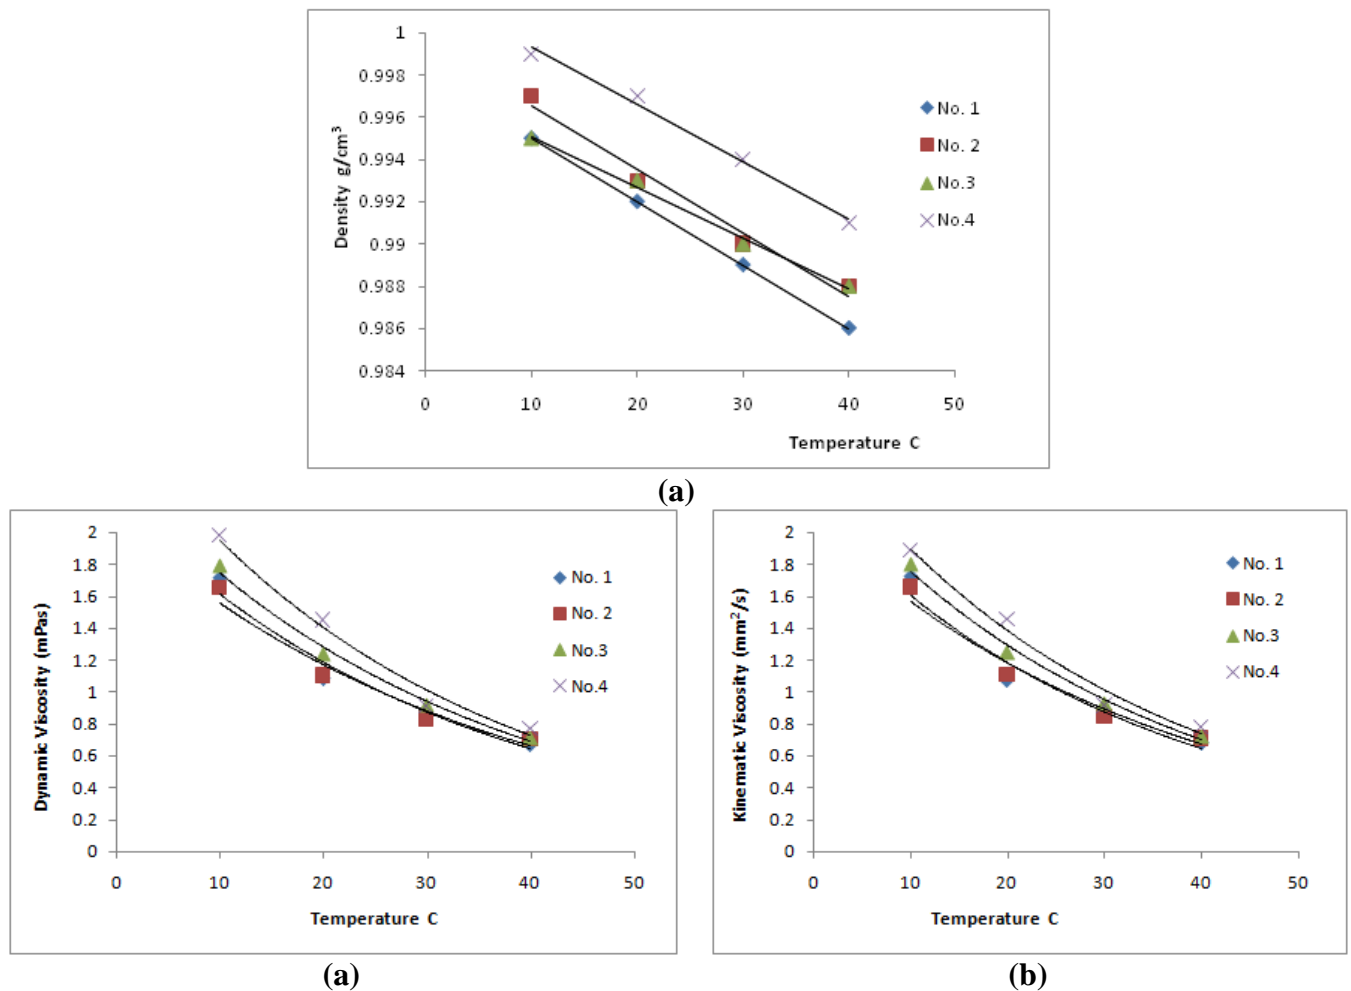 1
0.998
0.996
0.994
0.992
0.99
0.988
0.986
0.984
Density g/cm³
0 10 20 30 40 50
Temperature C
No. 1
No. 2
No.3
No.4
(a)
2
1.8
1.6
1.4
1.2
1
0.8
0.6
0.4
0.2
0
Dynamic Viscosity (mPas)
0 10 20 30 40 50
Temperature C
No. 1
No. 2
No.3
No.4
(a)
2
1.8
1.6
1.4
1.2
1
0.8
0.6
0.4
0.2
0
Kinematic Viscosity (mm²/s)
0 10 20 30 40 50
Temperature C
No. 1
No. 2
No.3
No.4
(b)